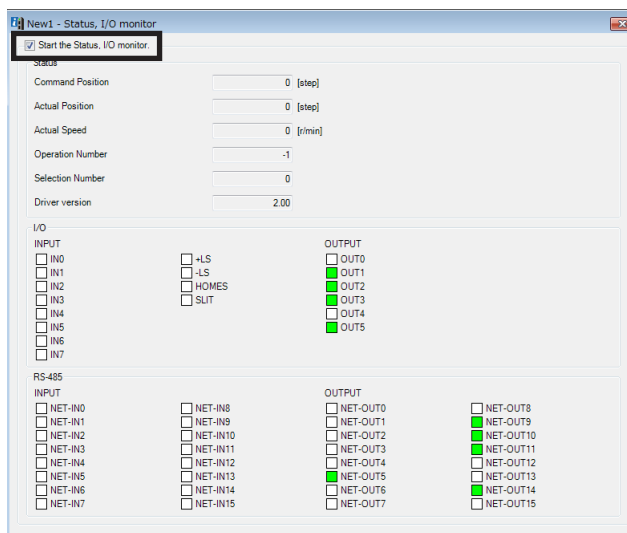 New1 - Status, I/O monitor
Start the Status, I/O monitor.
Status
Command Position 0 [step]
Actual Position 0 [step]
Actual Speed 0 [r/min]
Operation Number -1
Selection Number 0
Driver version 2.00
I/O
INPUT OUTPUT
IN0 +LS OUT0
IN1 -LS OUT1
IN2 HOMES OUT2
IN3 SLIT OUT3
IN4 OUT4
IN5 OUT5
IN6
IN7
RS-485
INPUT OUTPUT
NET-IN0 NET-IN8 NET-OUT0 NET-OUT8
NET-IN1 NET-IN9 NET-OUT1 NET-OUT9
NET-IN2 NET-IN10 NET-OUT2 NET-OUT10
NET-IN3 NET-IN11 NET-OUT3 NET-OUT11
NET-IN4 NET-IN12 NET-OUT4 NET-OUT12
NET-IN5 NET-IN13 NET-OUT5 NET-OUT13
NET-IN6 NET-IN14 NET-OUT6 NET-OUT14
NET-IN7 NET-IN15 NET-OUT7 NET-OUT15